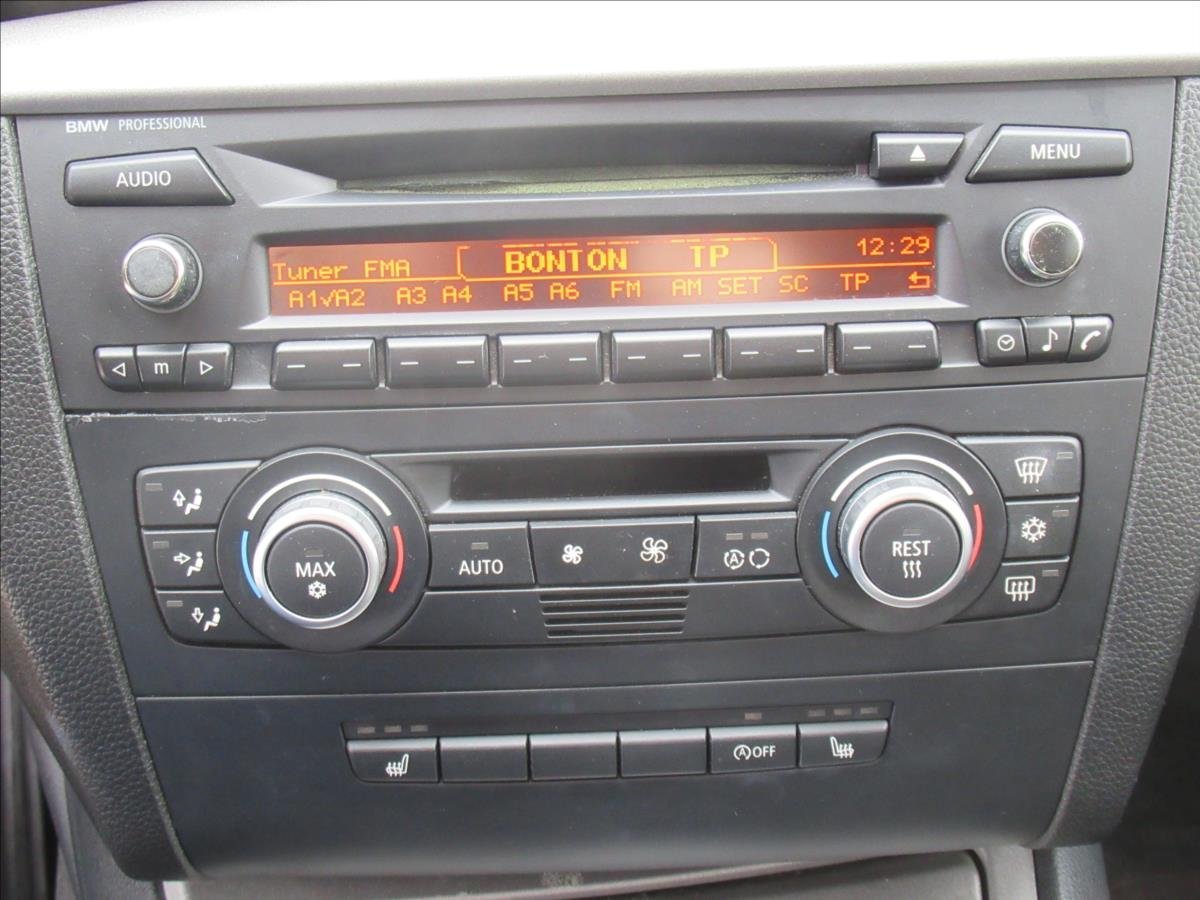 BMW PROFESSIONAL
AUDIO
MENU
Tuner FMA
BONTON TP
12:29
A1√A2 A3 A4 A5 A6 FM AM SET SC TP
m
MAX
AUTO
A
REST
A OFF